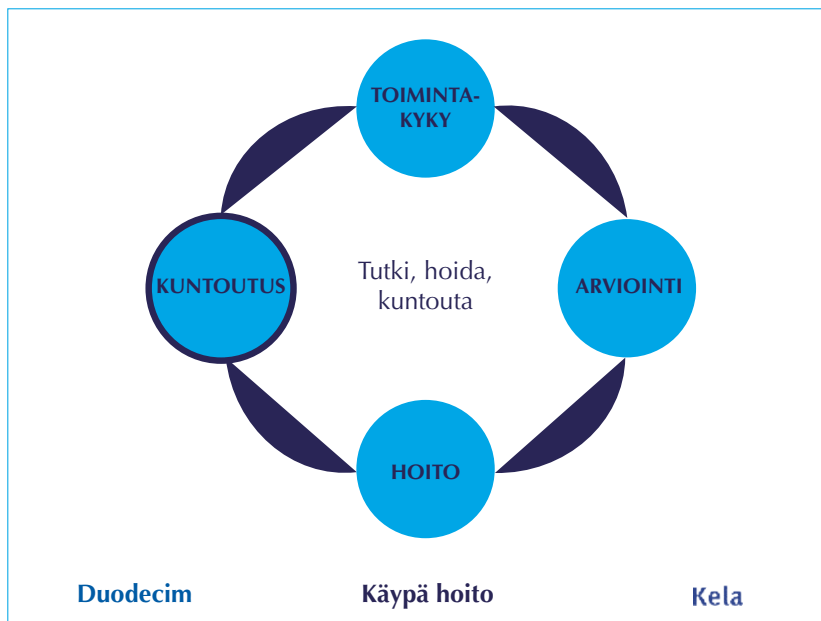 TOIMINTA-
KYKY
KUNTOUTUS
Tutki, hoida,
kuntouta
ARVIOINTI
HOITO
Duodecim
Käypä hoito
Kela